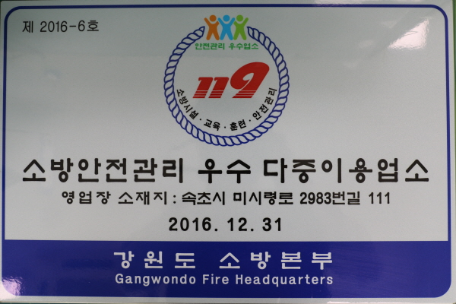 제 2016-6호
안전관리 우수업소
119
소방시설·교육·훈련·안전관리
소방안전관리 우수 다중이용업소
영업장 소재지 : 속초시 미시령로 2983번길 111
2016. 12. 31
강원도 소방본부
Gangwondo Fire Headquarters